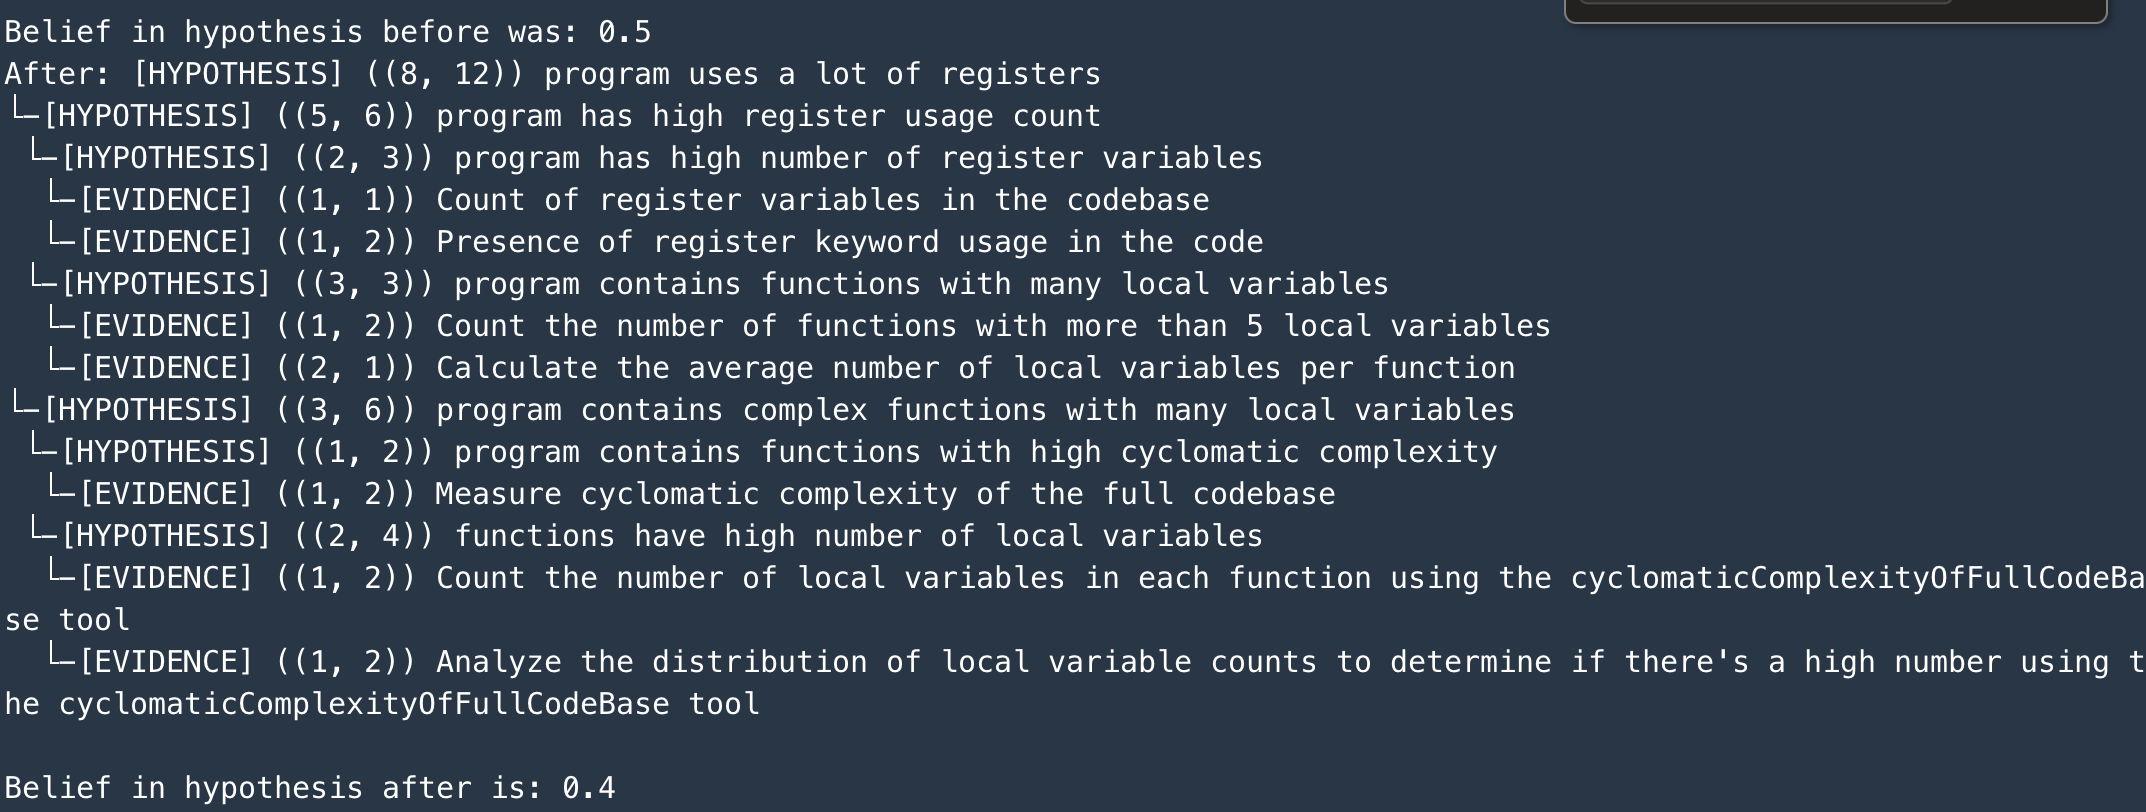 Belief in hypothesis before was: 0.5
After: [HYPOTHESIS] ((8, 12)) program uses a lot of registers
└─[HYPOTHESIS] ((5, 6)) program has high register usage count
 └─[HYPOTHESIS] ((2, 3)) program has high number of register variables
  └─[EVIDENCE] ((1, 1)) Count of register variables in the codebase
  └─[EVIDENCE] ((1, 2)) Presence of register keyword usage in the code
 └─[HYPOTHESIS] ((3, 3)) program contains functions with many local variables
  └─[EVIDENCE] ((1, 2)) Count the number of functions with more than 5 local variables
  └─[EVIDENCE] ((2, 1)) Calculate the average number of local variables per function
└─[HYPOTHESIS] ((3, 6)) program contains complex functions with many local variables
 └─[HYPOTHESIS] ((1, 2)) program contains functions with high cyclomatic complexity
  └─[EVIDENCE] ((1, 2)) Measure cyclomatic complexity of the full codebase
 └─[HYPOTHESIS] ((2, 4)) functions have high number of local variables
  └─[EVIDENCE] ((1, 2)) Count the number of local variables in each function using the cyclomaticComplexityOfFullCodeBa
se tool
  └─[EVIDENCE] ((1, 2)) Analyze the distribution of local variable counts to determine if there's a high number using t
he cyclomaticComplexityOfFullCodeBase tool
Belief in hypothesis after is: 0.4